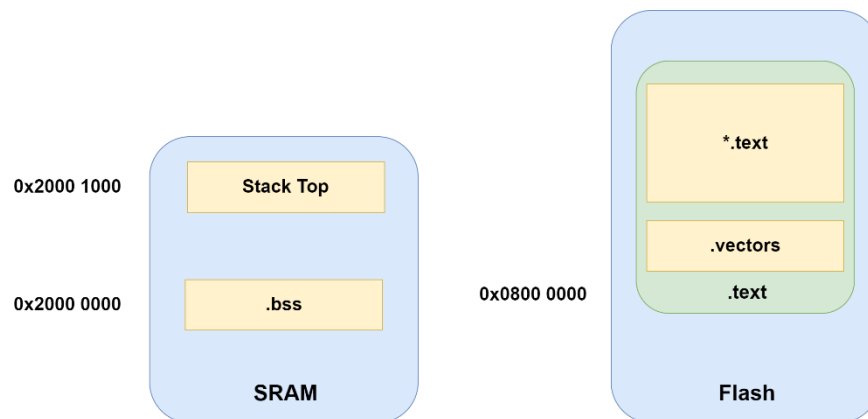 0x2000 1000
Stack Top
0x2000 0000
.bss
SRAM
*.text
.vectors
0x0800 0000
.text
Flash